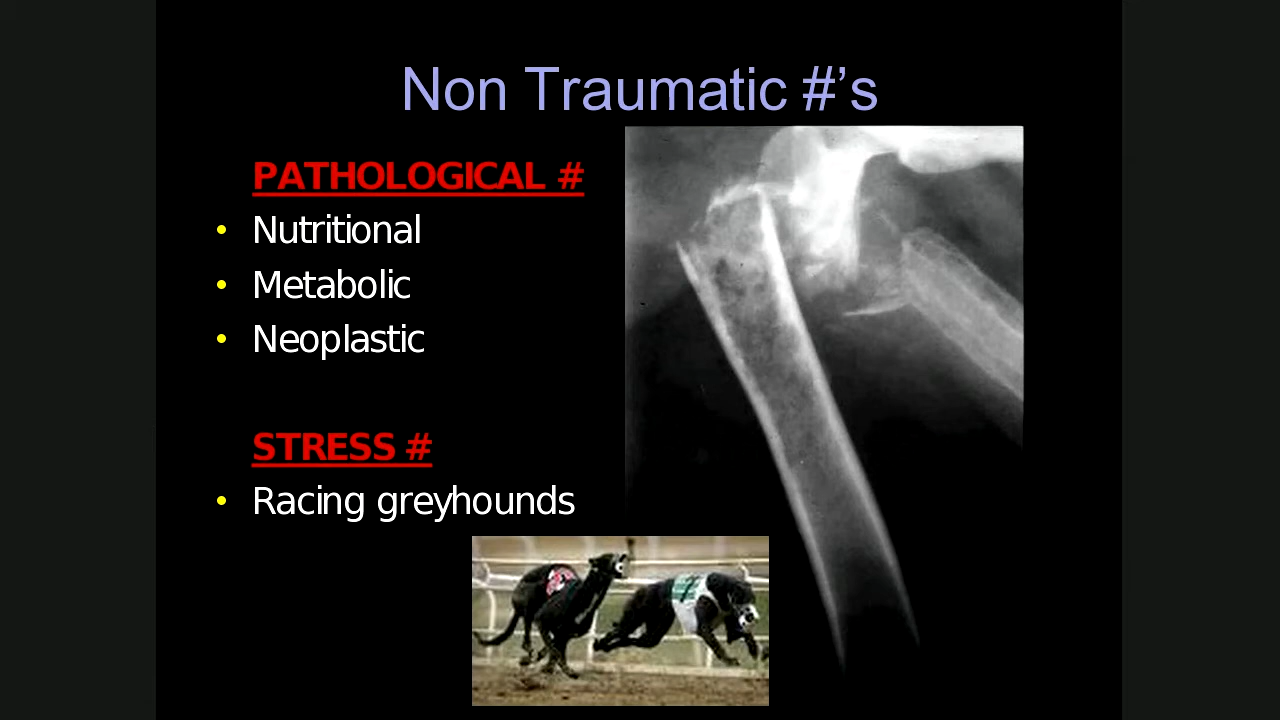 Non Traumatic #’s
PATHOLOGICAL #
• Nutritional
• Metabolic
• Neoplastic
STRESS #
• Racing greyhounds